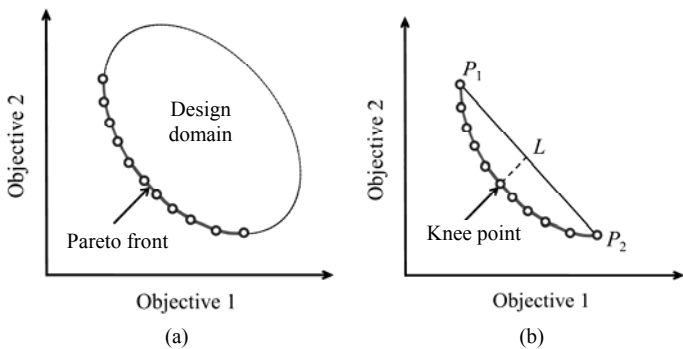 Objective 2
Design
domain
Pareto front
Objective 1
(a)
Objective 2
P1
L
Knee point
P2
Objective 1
(b)